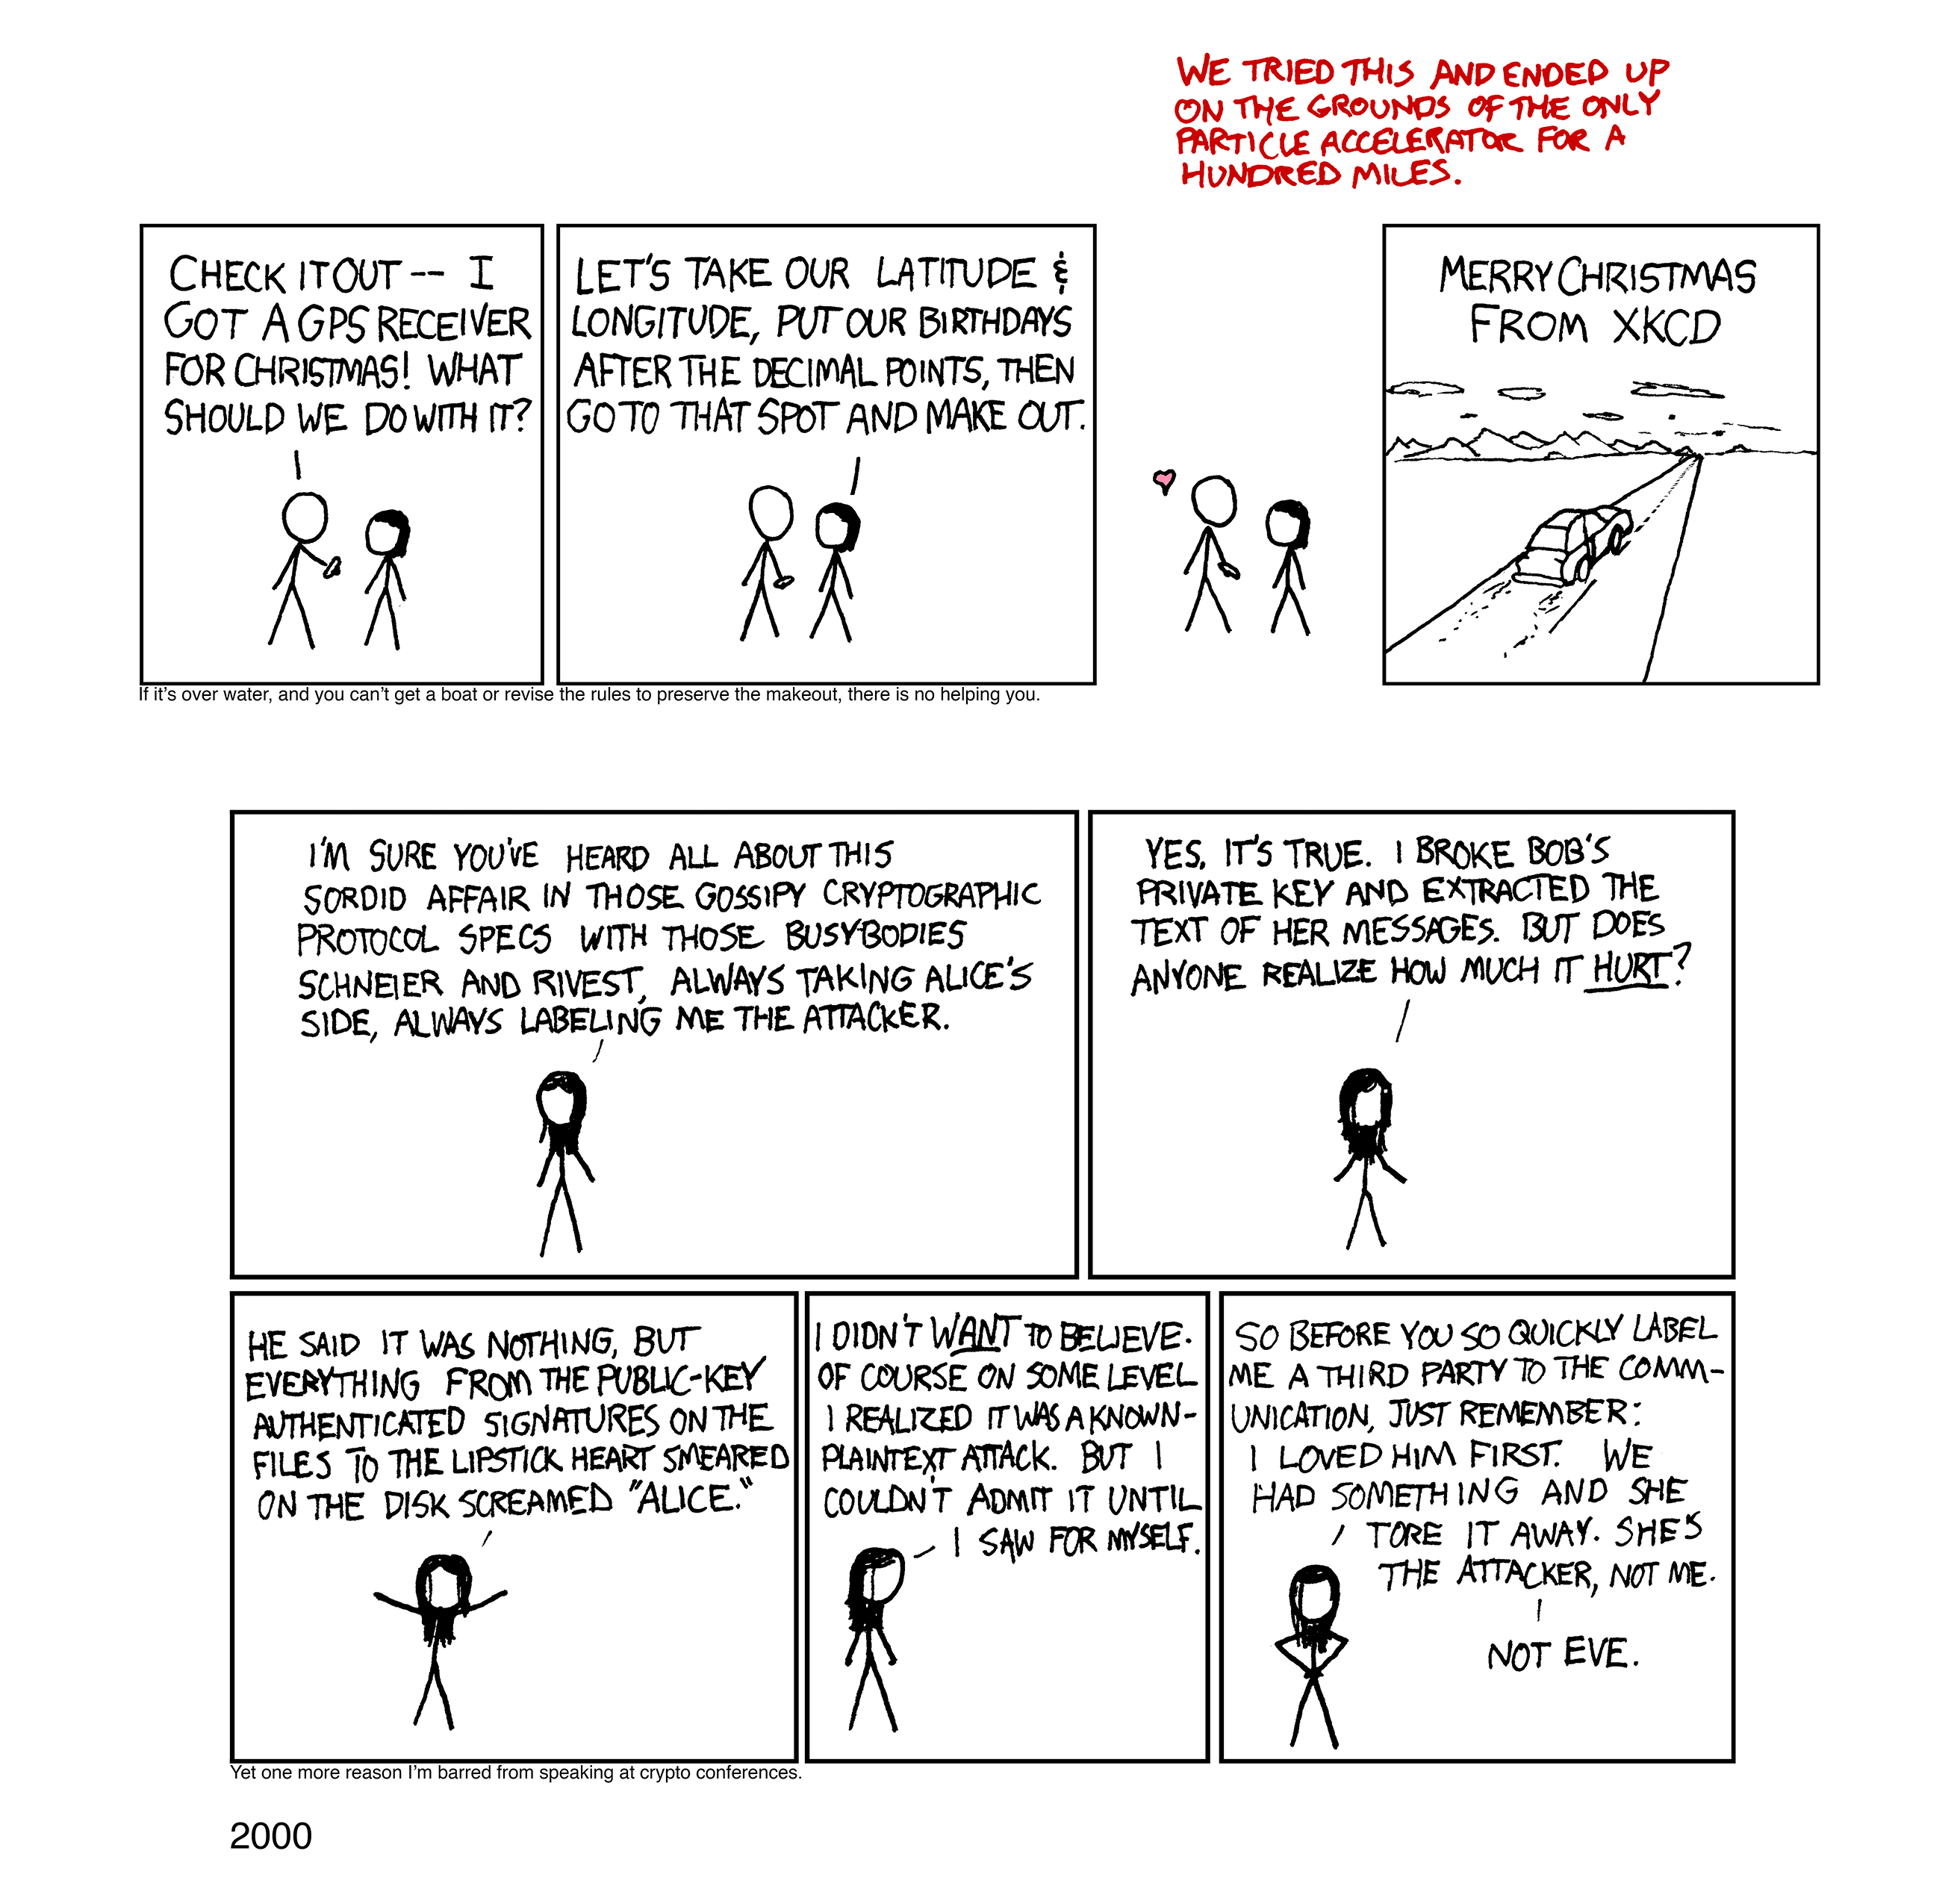 WE TRIED THIS AND ENDED UP
ON THE GROUNDS OF THE ONLY
PARTICLE ACCELERATOR FOR A
HUNDRED MILES.
CHECK IT OUT -- I
GOT A GPS RECEIVER
FOR CHRISTMAS! WHAT
SHOULD WE DO WITH IT?
LET'S TAKE OUR LATITUDE &
LONGITUDE, PUT OUR BIRTHDAYS
AFTER THE DECIMAL POINTS, THEN
GO TO THAT SPOT AND MAKE OUT.
MERRY CHRISTMAS
FROM XKCD
If it's over water, and you can't get a boat or revise the rules to preserve the makeout, there is no helping you.
I'M SURE YOU'VE HEARD ALL ABOUT THIS
SORDID AFFAIR IN THOSE GOSSIPY CRYPTOGRAPHIC
PROTOCOL SPECS WITH THOSE BUSYBODIES
SCHNEIER AND RIVEST, ALWAYS TAKING ALICE'S
SIDE, ALWAYS LABELING ME THE ATTACKER.
YES, IT'S TRUE. I BROKE BOB'S
PRIVATE KEY AND EXTRACTED THE
TEXT OF HER MESSAGES. BUT DOES
ANYONE REALIZE HOW MUCH IT HURT?
HE SAID IT WAS NOTHING, BUT
EVERYTHING FROM THE PUBLIC-KEY
AUTHENTICATED SIGNATURES ON THE
FILES TO THE LIPSTICK HEART SMEARED
ON THE DISK SCREAMED "ALICE."
I DIDN'T WANT TO BELIEVE.
OF COURSE ON SOME LEVEL
I REALIZED IT WAS A KNOWN-
PLAINTEXT ATTACK. BUT I
COULDN'T ADMIT IT UNTIL
I SAW FOR MYSELF.
SO BEFORE YOU SO QUICKLY LABEL
ME A THIRD PARTY TO THE COMM-
UNICATION, JUST REMEMBER:
I LOVED HIM FIRST. WE
HAD SOMETHING AND SHE
TORE IT AWAY. SHE'S
THE ATTACKER, NOT ME.
NOT EVE.
Yet one more reason I'm barred from speaking at crypto conferences.
2000